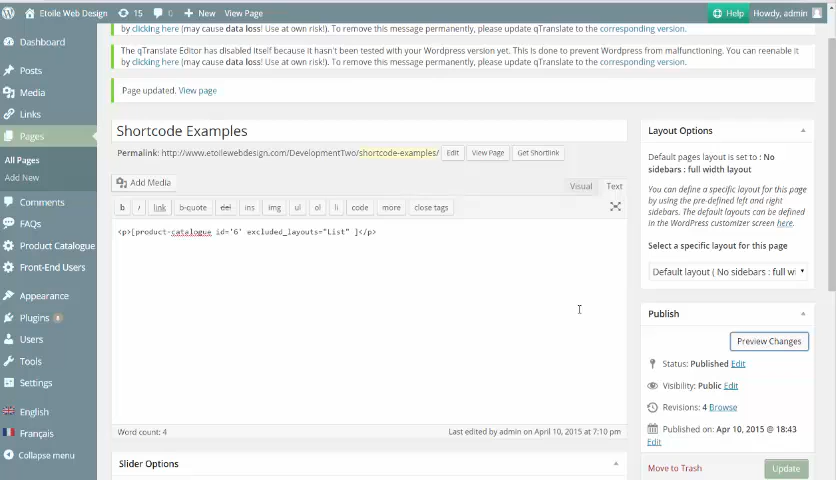 Etoile Web Design 15 0 New View Page Help Howdy, admin
Dashboard
Posts
Media
Links
Pages
All Pages
Add New
Comments
FAQs
Product Catalogue
Front-End Users
Appearance
Plugins 8
Users
Tools
Settings
English
Français
Collapse menu
by clicking here (may cause data loss! Use at own risk!). To remove this message permanently, please update qTranslate to the corresponding version.
The qTranslate Editor has disabled itself because it hasn't been tested with your Wordpress version yet. This is done to prevent Wordpress from malfunctioning. You can reenable it
by clicking here (may cause data loss! Use at own risk!). To remove this message permanently, please update qTranslate to the corresponding version.
Page updated. View page
Shortcode Examples
Permalink: http://www.etoilewebdesign.com/DevelopmentTwo/shortcode-examples/ Edit View Page Get Shortlink
Add Media Visual Text
b i link b-quote del ins img ul ol li code more close tags
<p>[product-catalogue id='6' excluded_layouts="List" ]</p>
Word count: 4 Last edited by admin on April 10, 2015 at 7:10 pm
Slider Options
Layout Options
Default pages layout is set to : No
sidebars : full width layout
You can define a specific layout for this page
by using the pre-defined left and right
sidebars. The default layouts can be defined
in the WordPress customizer screen here.
Select a specific layout for this page
Default layout ( No sidebars : full wi
Publish
Preview Changes
Status: Published Edit
Visibility: Public Edit
Revisions: 4 Browse
Published on: Apr 10, 2015 @ 18:43
Edit
Move to Trash Update